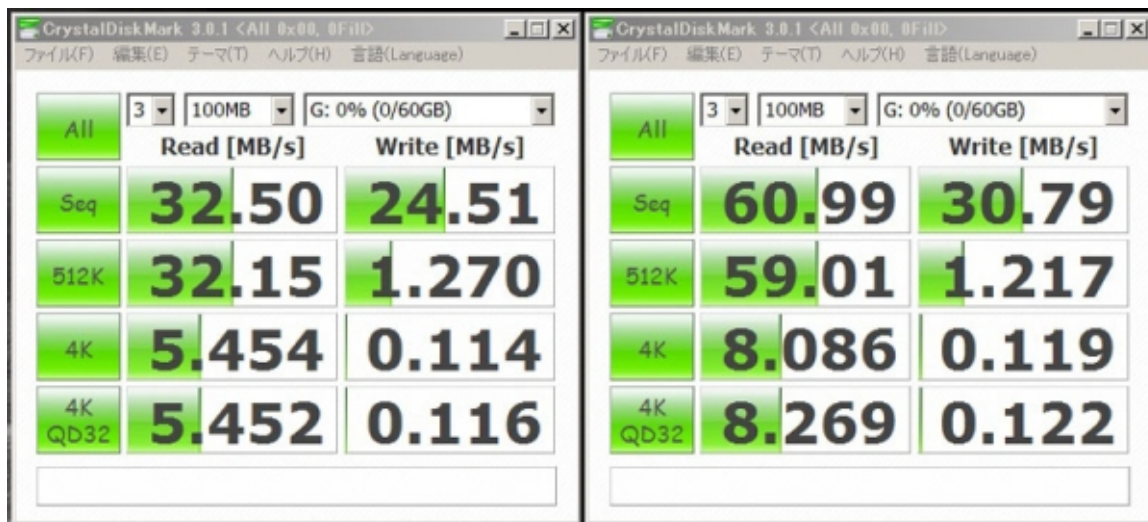 CrystalDiskMark 3.0.1 <All 0x00, 0Fill>
ファイル(F) 編集(E) テーマ(T) ヘルプ(H) 言語(Language)
All
3 100MB G: 0% (0/60GB)
Read [MB/s] Write [MB/s]
Seq 32.50 24.51
512K 32.15 1.270
4K 5.454 0.114
4K
QD32 5.452 0.116
CrystalDiskMark 3.0.1 <All 0x00, 0Fill>
ファイル(F) 編集(E) テーマ(T) ヘルプ(H) 言語(Language)
All
3 100MB G: 0% (0/60GB)
Read [MB/s] Write [MB/s]
Seq 60.99 30.79
512K 59.01 1.217
4K 8.086 0.119
4K
QD32 8.269 0.122